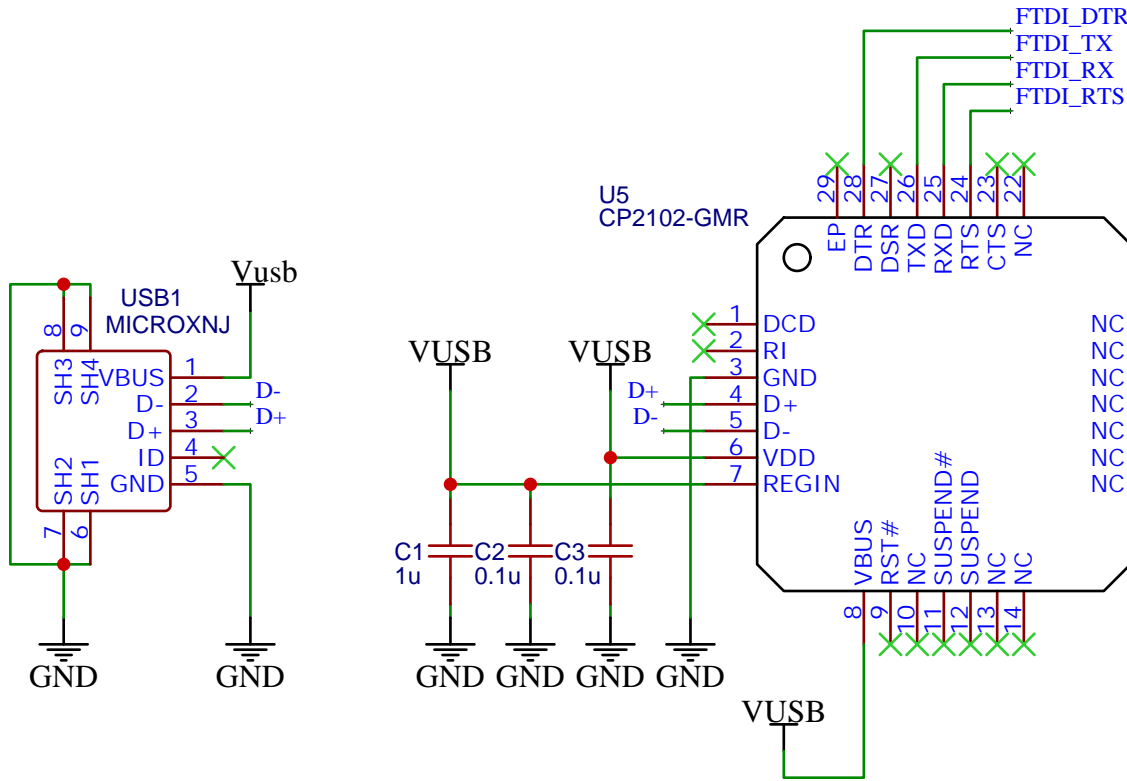 FTDI_DTR
FTDI_TX
FTDI_RX
FTDI_RTS
29 28 27 26 25 24 23 22
U5
CP2102-GMR
EP DTR DSR TXD RXD RTS CTS NC
Vusb
USB1
MICROXNJ
8 9
SH3 SH4
VBUS 1
D- 2 D-
D+ 3 D+
ID 4
GND 5
SH2 SH1
7 6
GND
GND
VUSB
VUSB
1 DCD NC
2 RI NC
3 GND NC
D+ 4 D+ NC
D- 5 D- NC
6 VDD NC
7 REGIN NC
C1
1u
C2
0.1u
C3
0.1u
GND GND GND GND
VBUS RST# NC SUSPEND# SUSPEND NC NC
8 9 10 11 12 13 14
VUSB